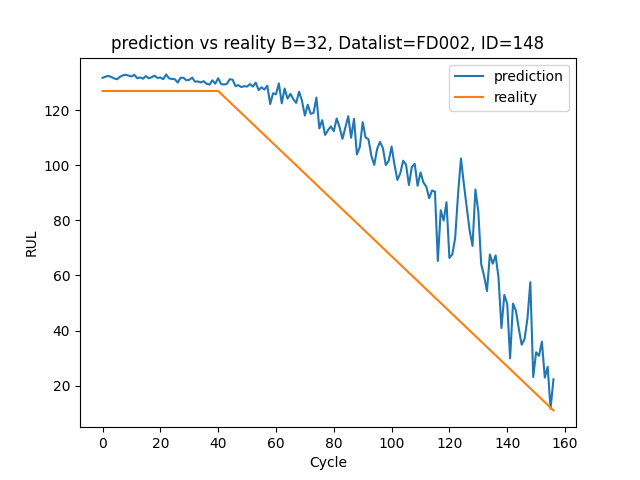 prediction vs reality B=32, Datalist=FD002, ID=148
prediction
reality
RUL
120
100
80
60
40
20
0 20 40 60 80 100 120 140 160
Cycle